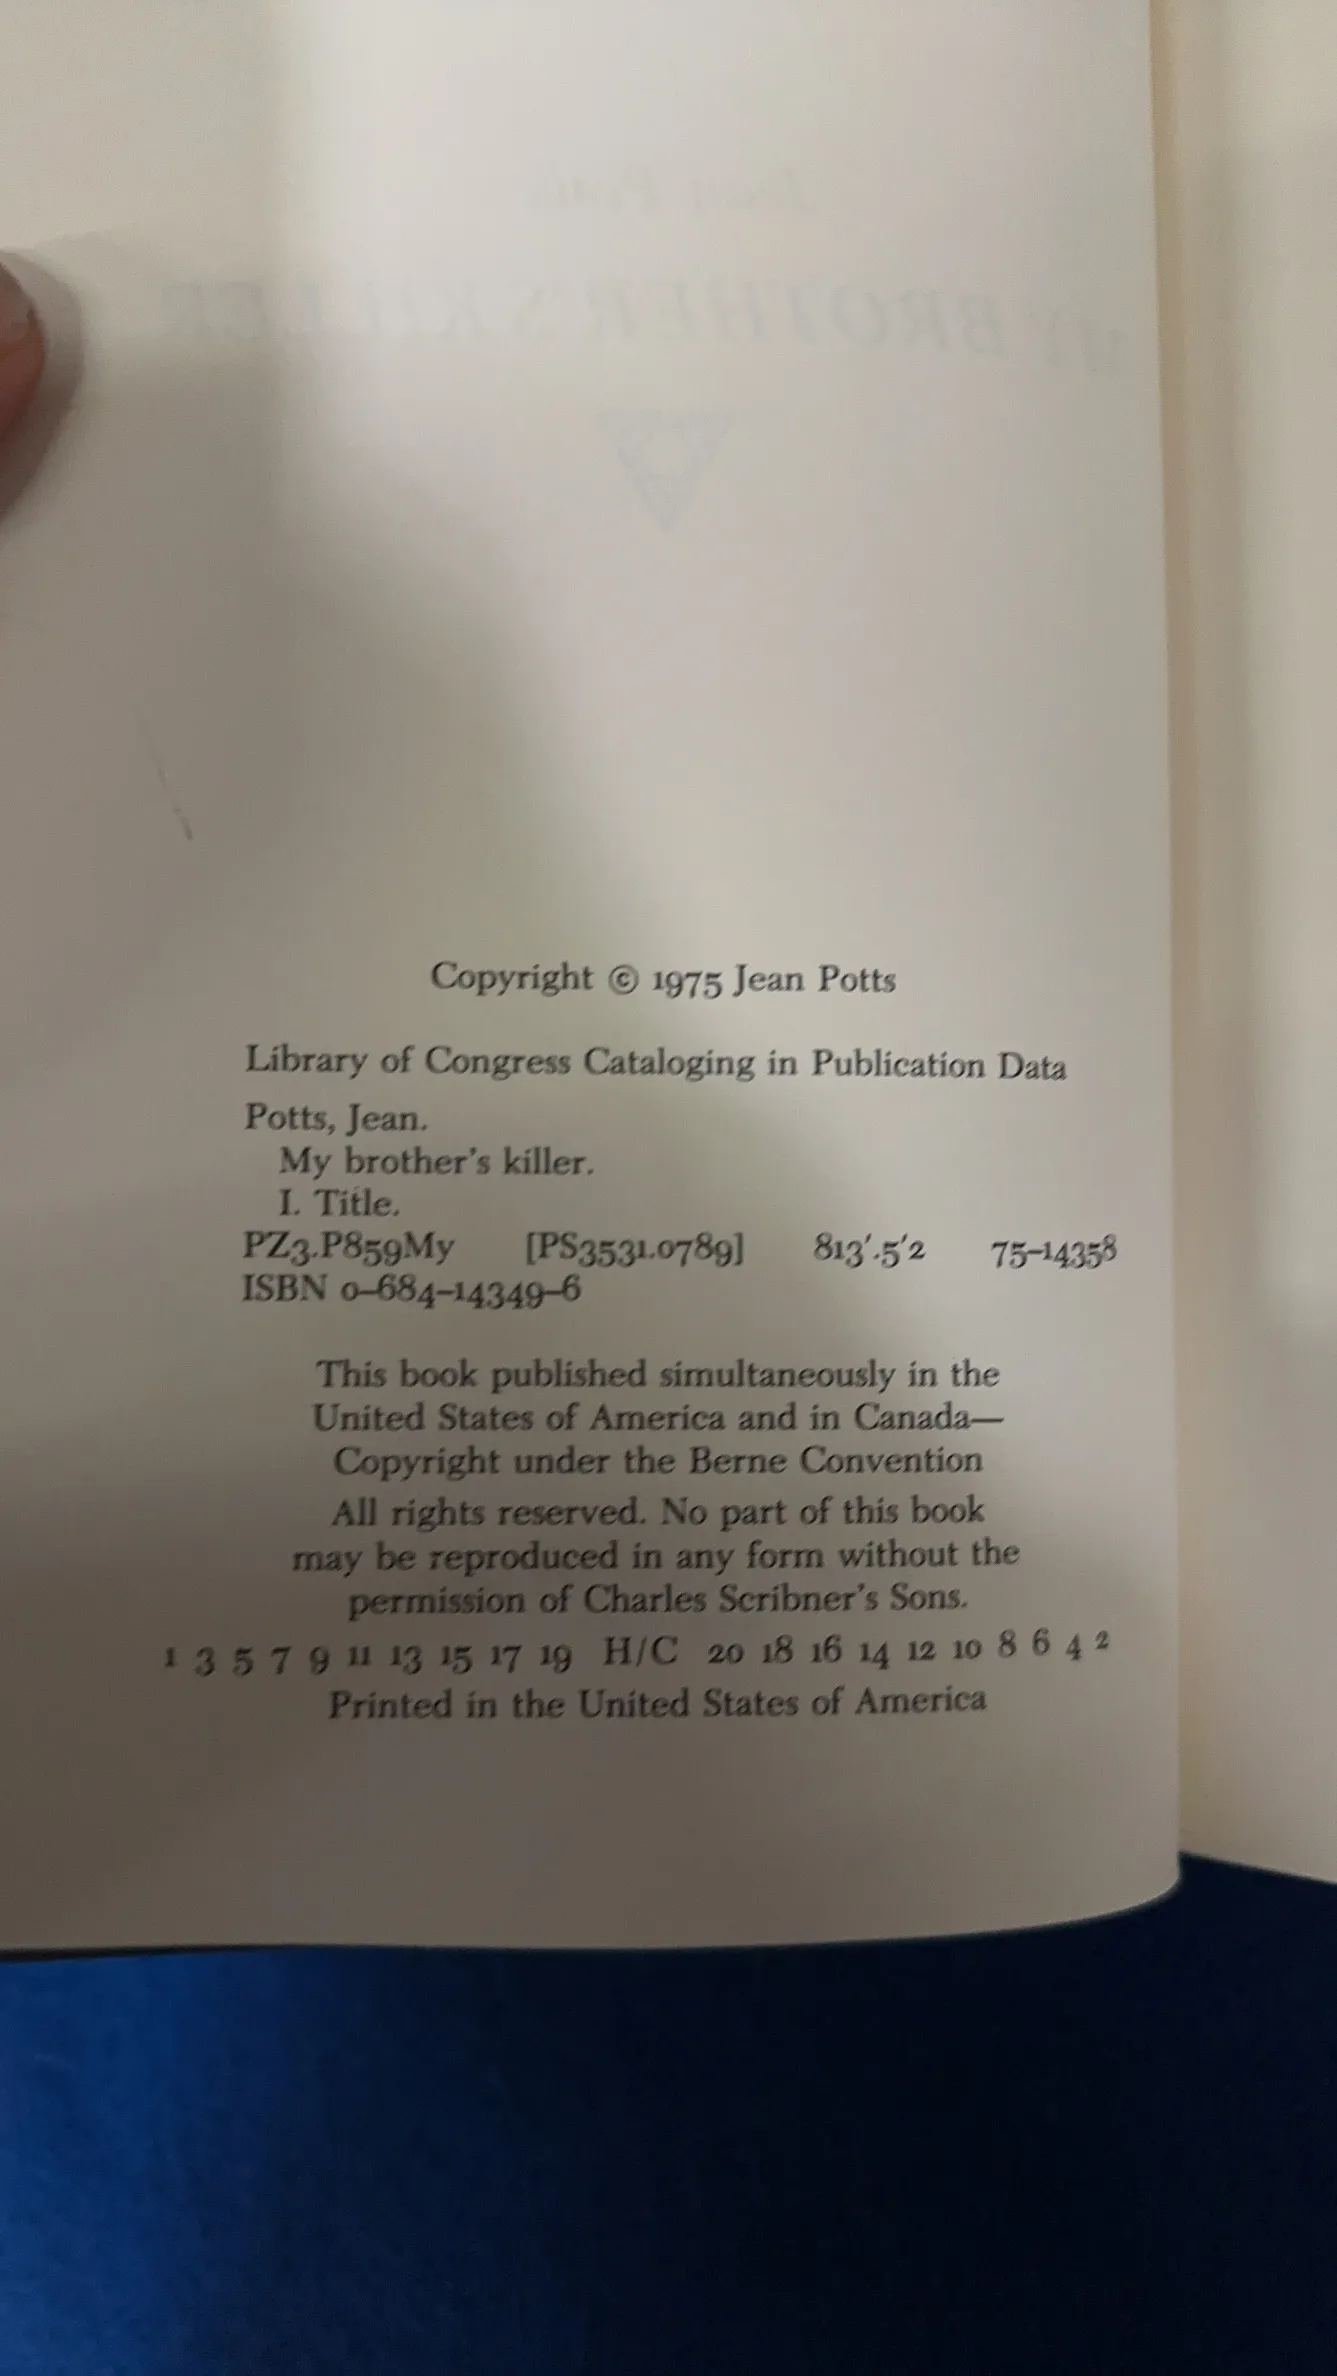 Copyright © 1975 Jean Potts
Library of Congress Cataloging in Publication Data
Potts, Jean.
My brother's killer.
I. Title.
PZ3.P859My [PS3531.0789] 813'.5'2 75–14358
ISBN 0–684–14349–6
This book published simultaneously in the
United States of America and in Canada—
Copyright under the Berne Convention
All rights reserved. No part of this book
may be reproduced in any form without the
permission of Charles Scribner's Sons.
1 3 5 7 9 11 13 15 17 19 H/C 20 18 16 14 12 10 8 6 4 2
Printed in the United States of America